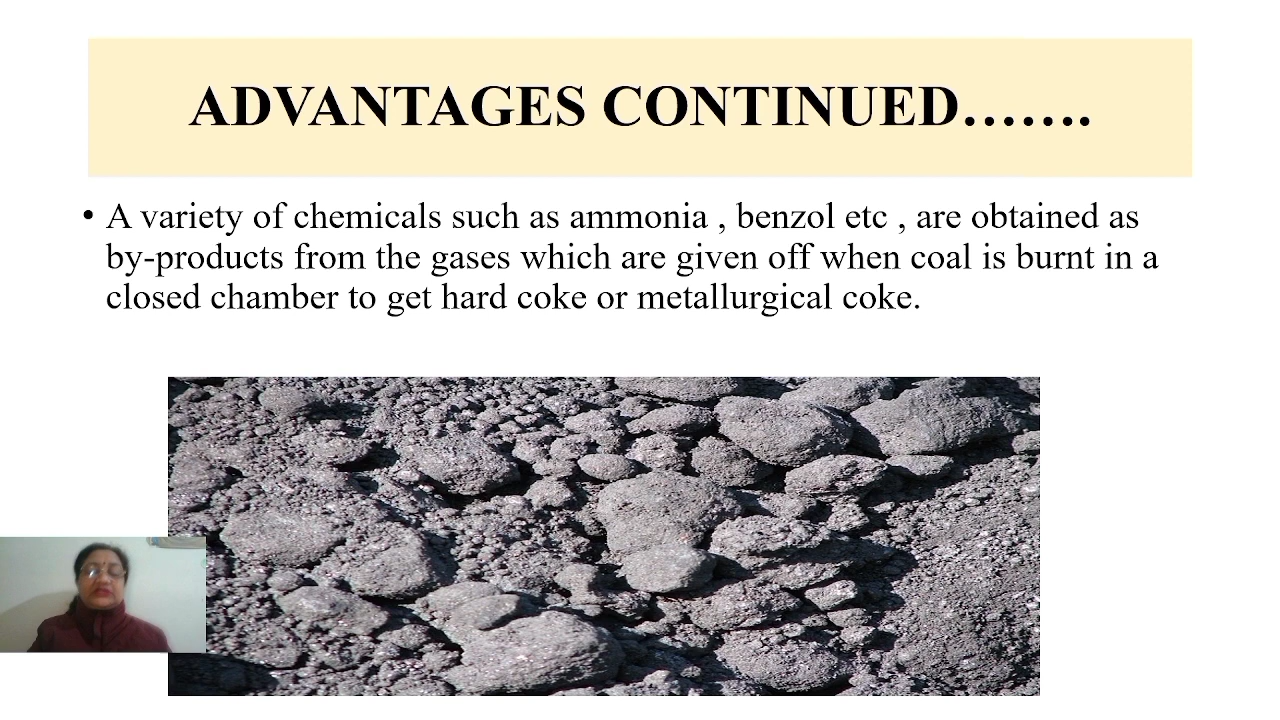 ADVANTAGES CONTINUED…….
• A variety of chemicals such as ammonia , benzol etc , are obtained as
by-products from the gases which are given off when coal is burnt in a
closed chamber to get hard coke or metallurgical coke.